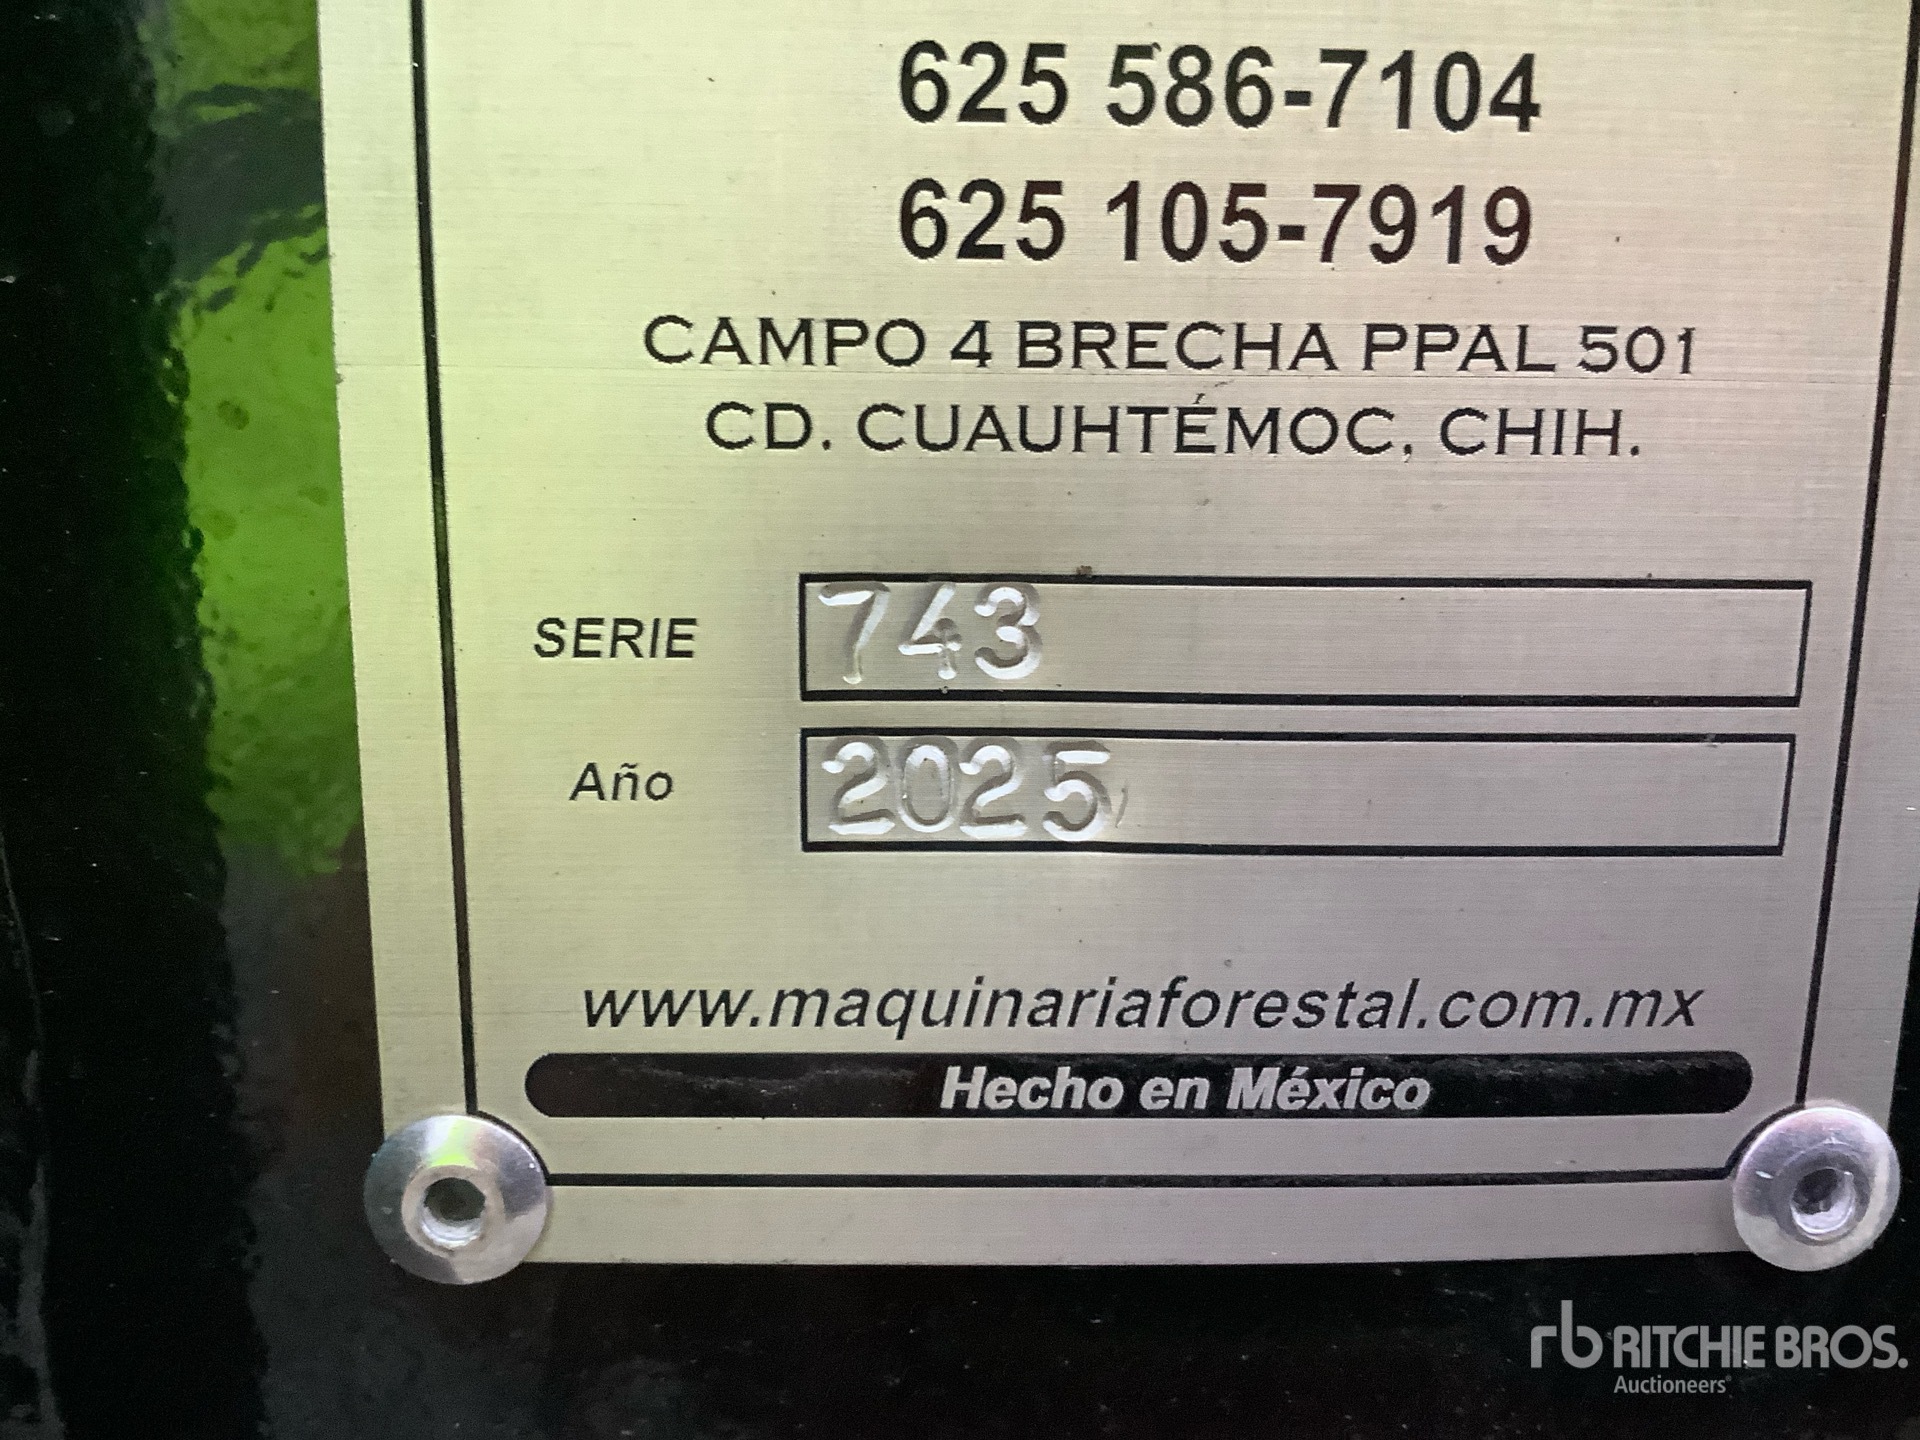 625 586-7104
625 105-7919
CAMPO 4 BRECHA PPAL 501
CD. CUAUHTÉMOC, CHIH.
SERIE 743
Año 2025
www.maquinariaforestal.com.mx
Hecho en México
rb RITCHIE BROS.
Auctioneers